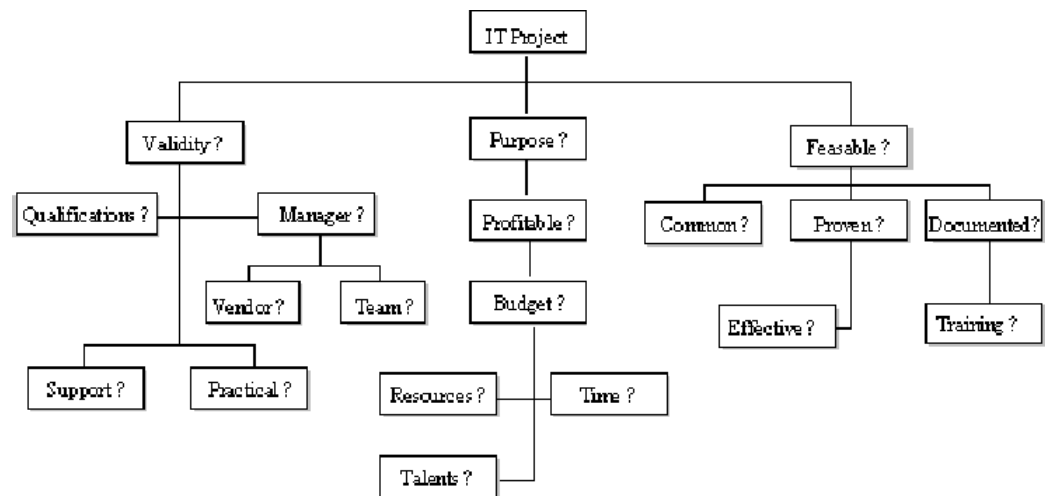 IT Project
Validity ?
Purpose ?
Feasable ?
Qualifications ?
Manager ?
Profitable ?
Common ?
Proven ?
Documented?
Vendor ?
Team ?
Budget ?
Effective ?
Training ?
Support ?
Practical ?
Resources ?
Time ?
Talents ?